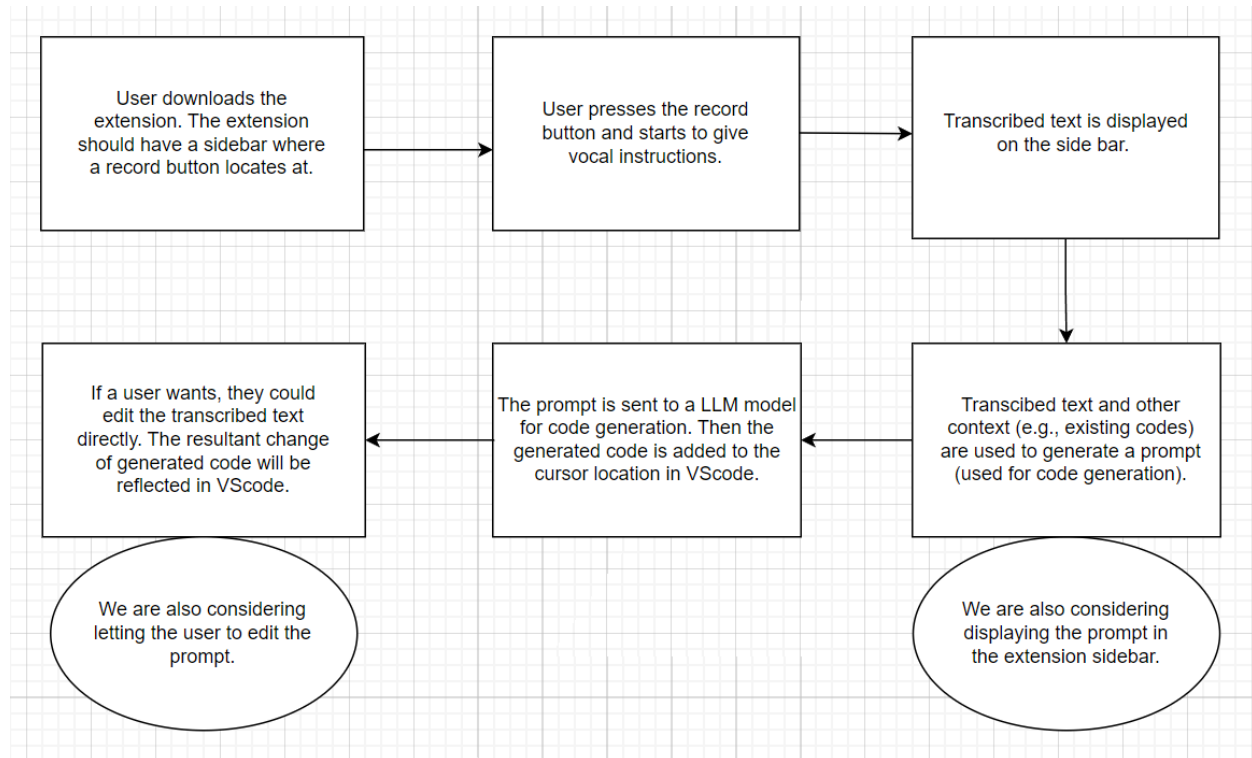 User downloads the
extension. The extension
should have a sidebar where
a record button locates at.
User presses the record
button and starts to give
vocal instructions.
Transcribed text is displayed
on the side bar.
Transcibed text and other
context (e.g., existing codes)
are used to generate a prompt
(used for code generation).
The prompt is sent to a LLM model
for code generation. Then the
generated code is added to the
cursor location in VScode.
If a user wants, they could
edit the transcribed text
directly. The resultant change
of generated code will be
reflected in VScode.
We are also considering
letting the user to edit the
prompt.
We are also considering
displaying the prompt in
the extension sidebar.